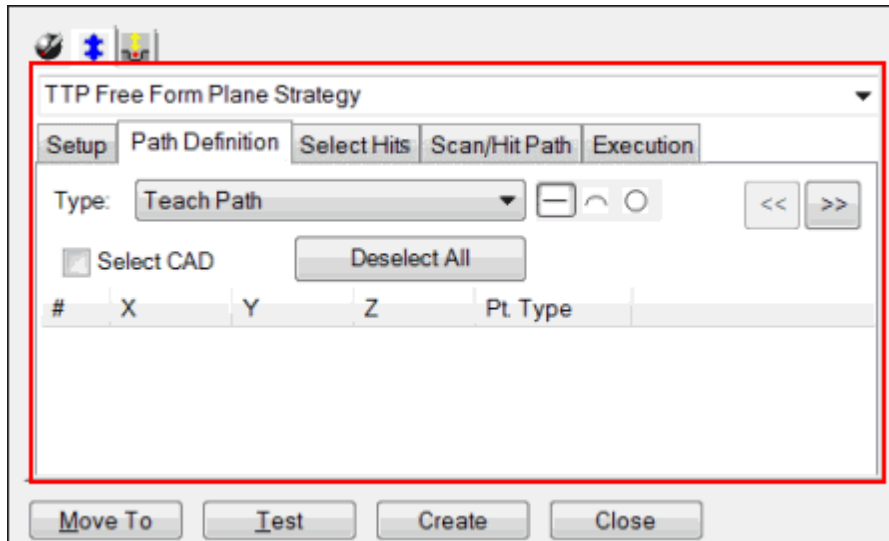 TTP Free Form Plane Strategy
Setup Path Definition Select Hits Scan/Hit Path Execution
Type: Teach Path << >>
Select CAD Deselect All
# X Y Z Pt. Type
Move To Test Create Close